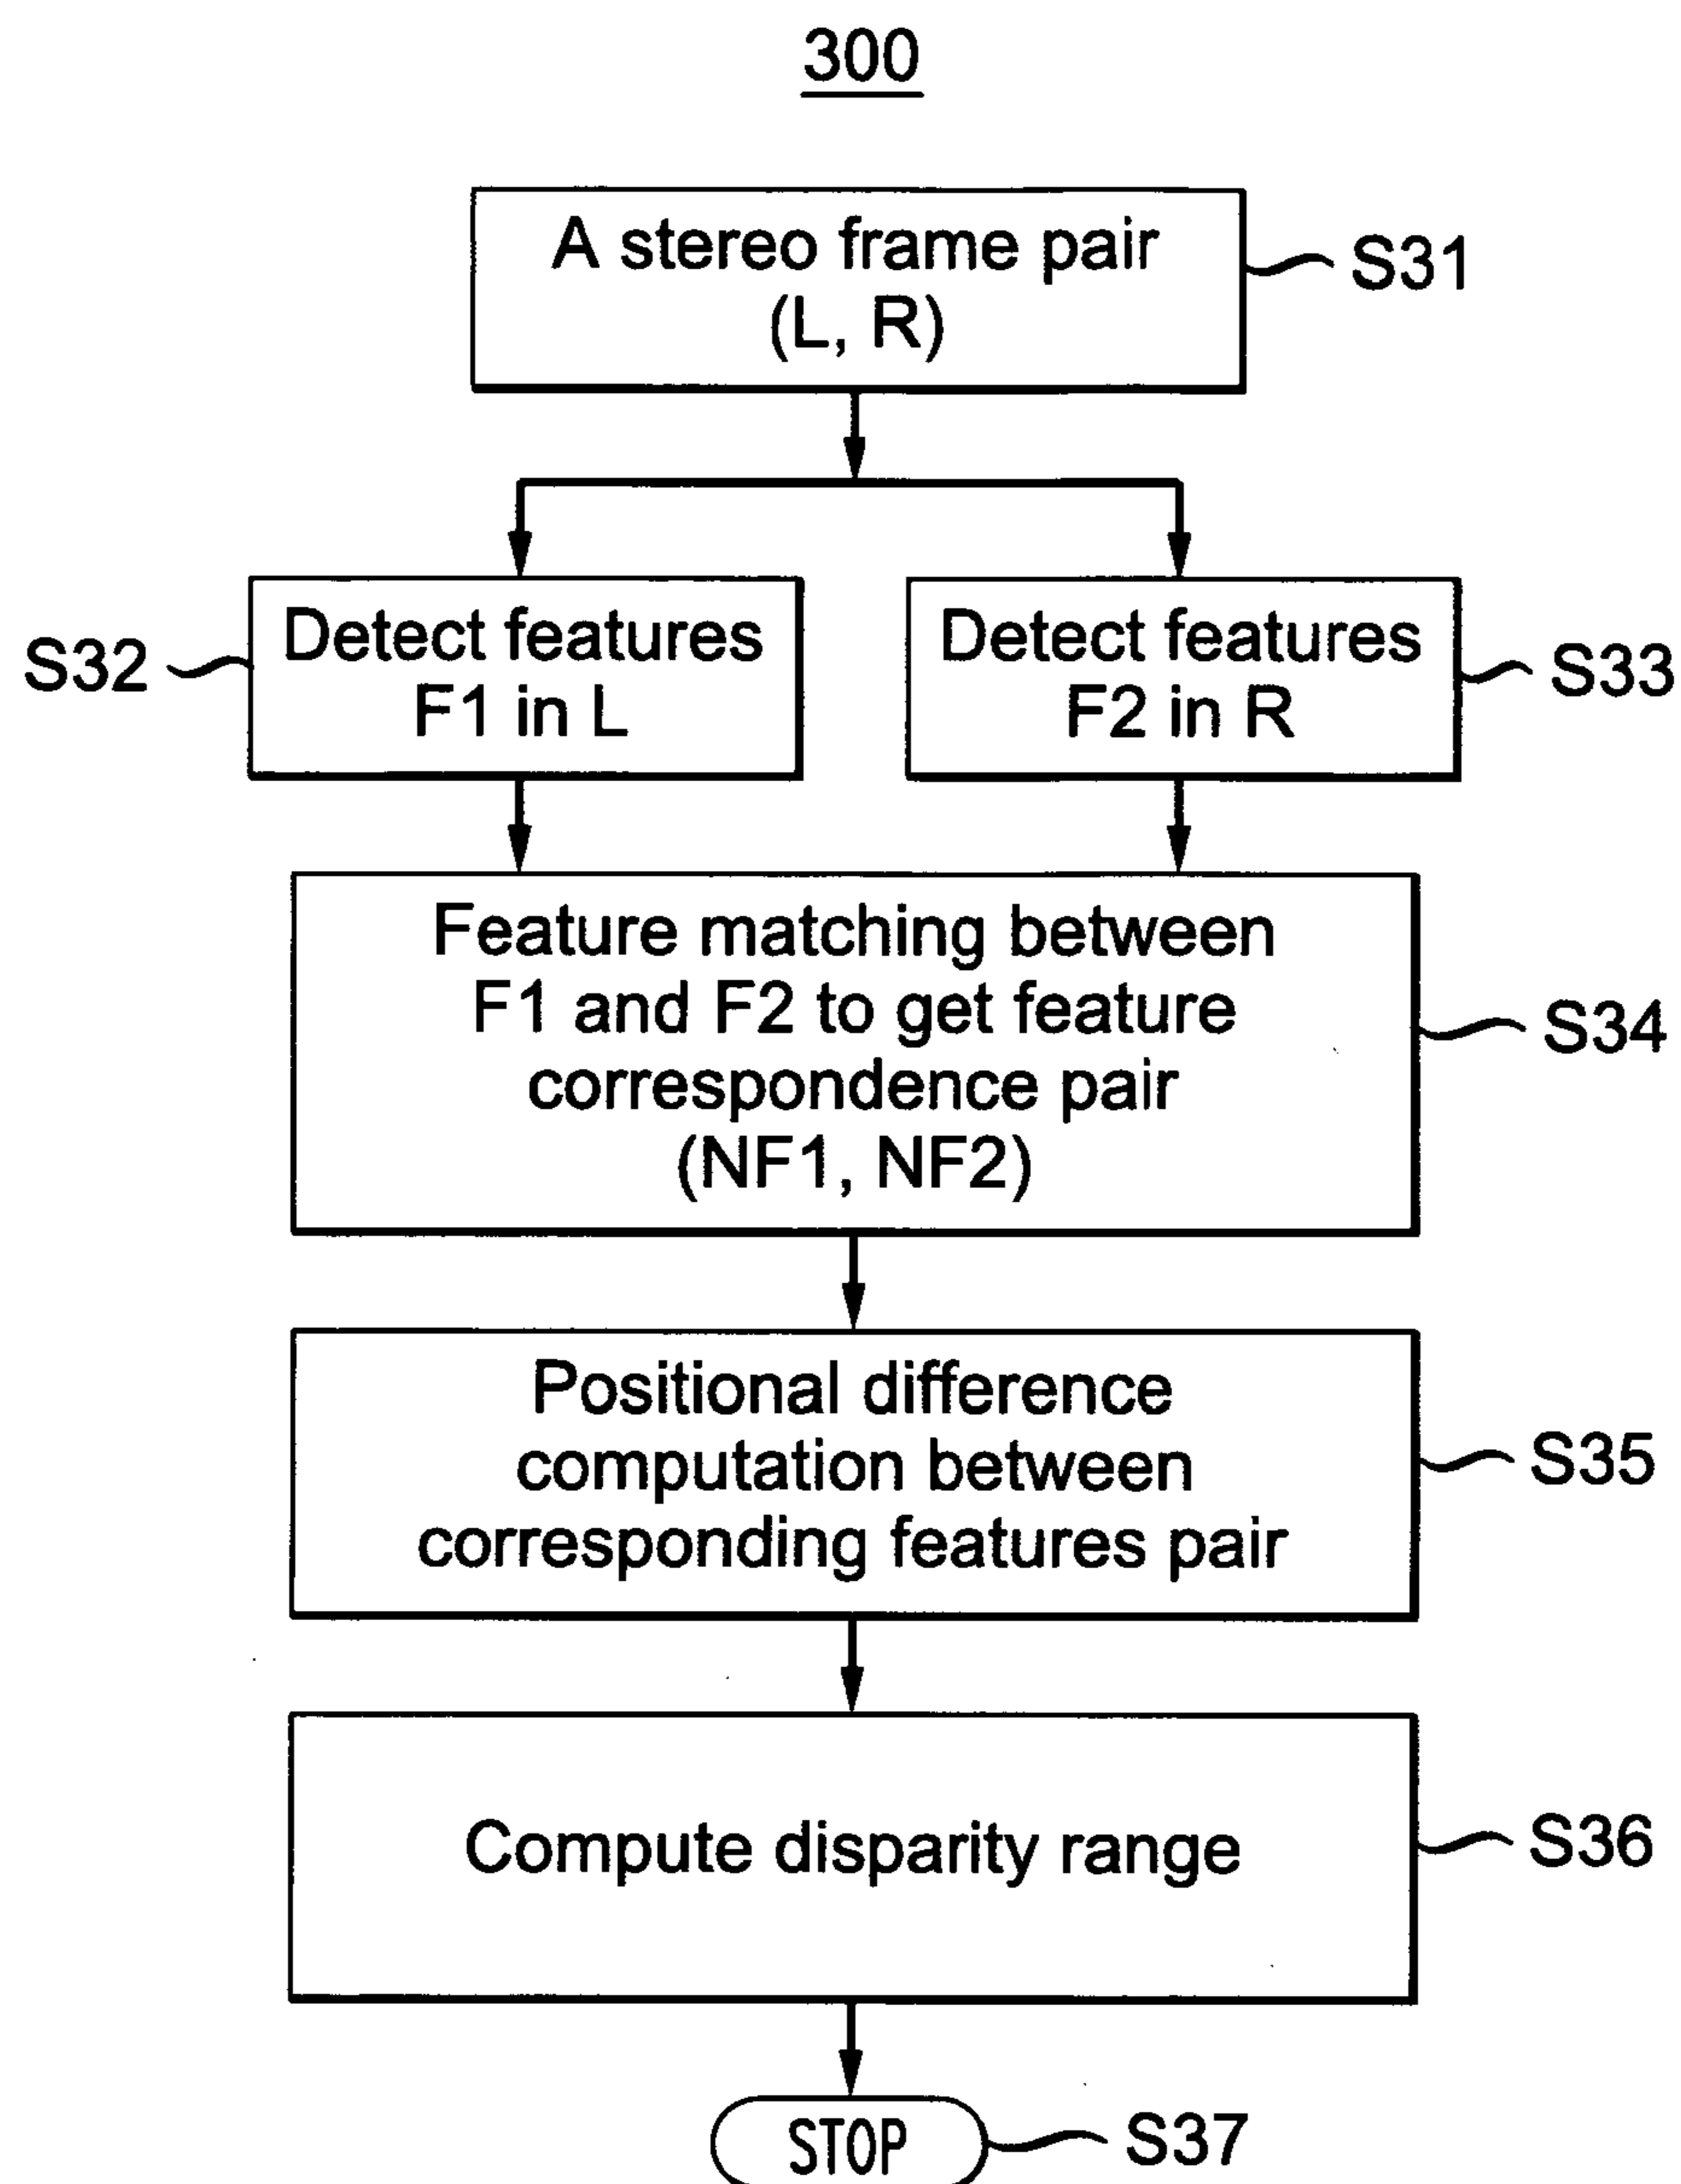 300
A stereo frame pair
(L, R)
S31
Detect features
F1 in L
S32
Detect features
F2 in R
S33
Feature matching between
F1 and F2 to get feature
correspondence pair
(NF1, NF2)
S34
Positional difference
computation between
corresponding features pair
S35
Compute disparity range
S36
STOP
S37